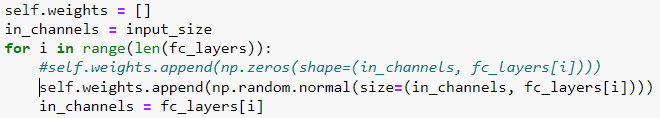 self.weights = []
in_channels = input_size
for i in range(len(fc_layers)):
    #self.weights.append(np.zeros(shape=(in_channels, fc_layers[i])))
    self.weights.append(np.random.normal(size=(in_channels, fc_layers[i])))
    in_channels = fc_layers[i]